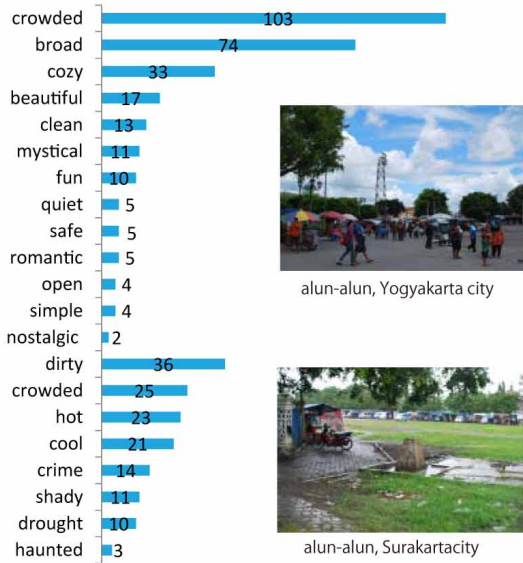 crowded 103
broad 74
cozy 33
beautiful 17
clean 13
mystical 11
fun 10
quiet 5
safe 5
romantic 5
open 4
simple 4
nostalgic 2
dirty 36
crowded 25
hot 23
cool 21
crime 14
shady 11
drought 10
haunted 3
alun-alun, Yogyakarta city
alun-alun, Surakartacity